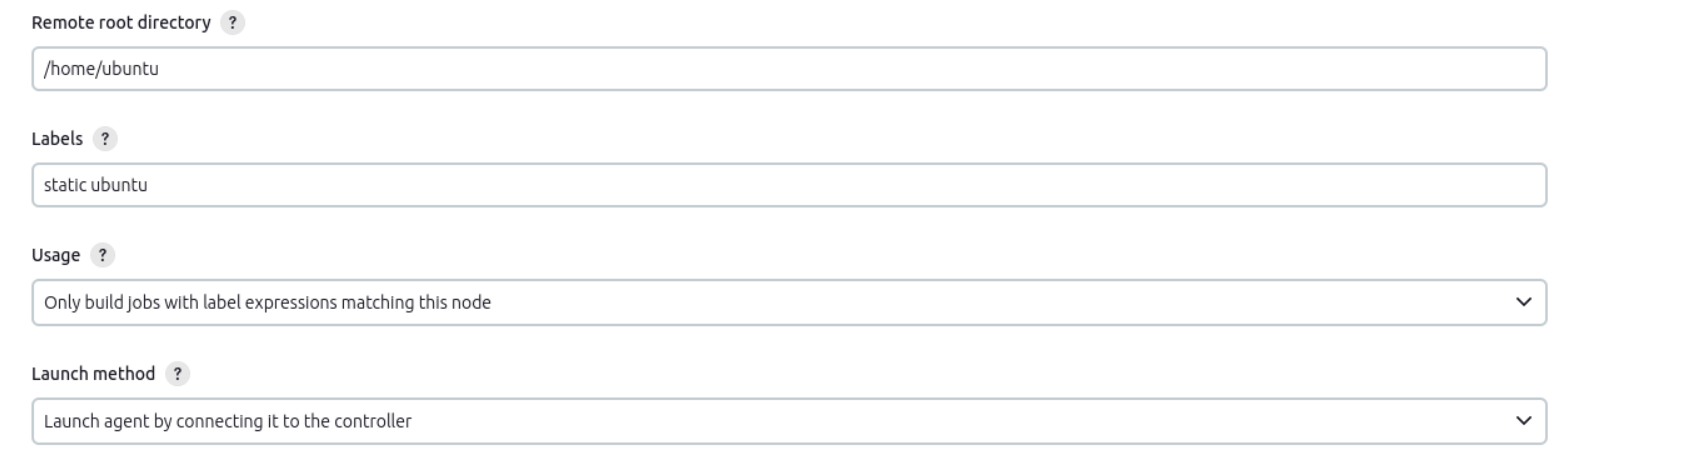 Remote root directory ?
/home/ubuntu
Labels ?
static ubuntu
Usage ?
Only build jobs with label expressions matching this node
Launch method ?
Launch agent by connecting it to the controller